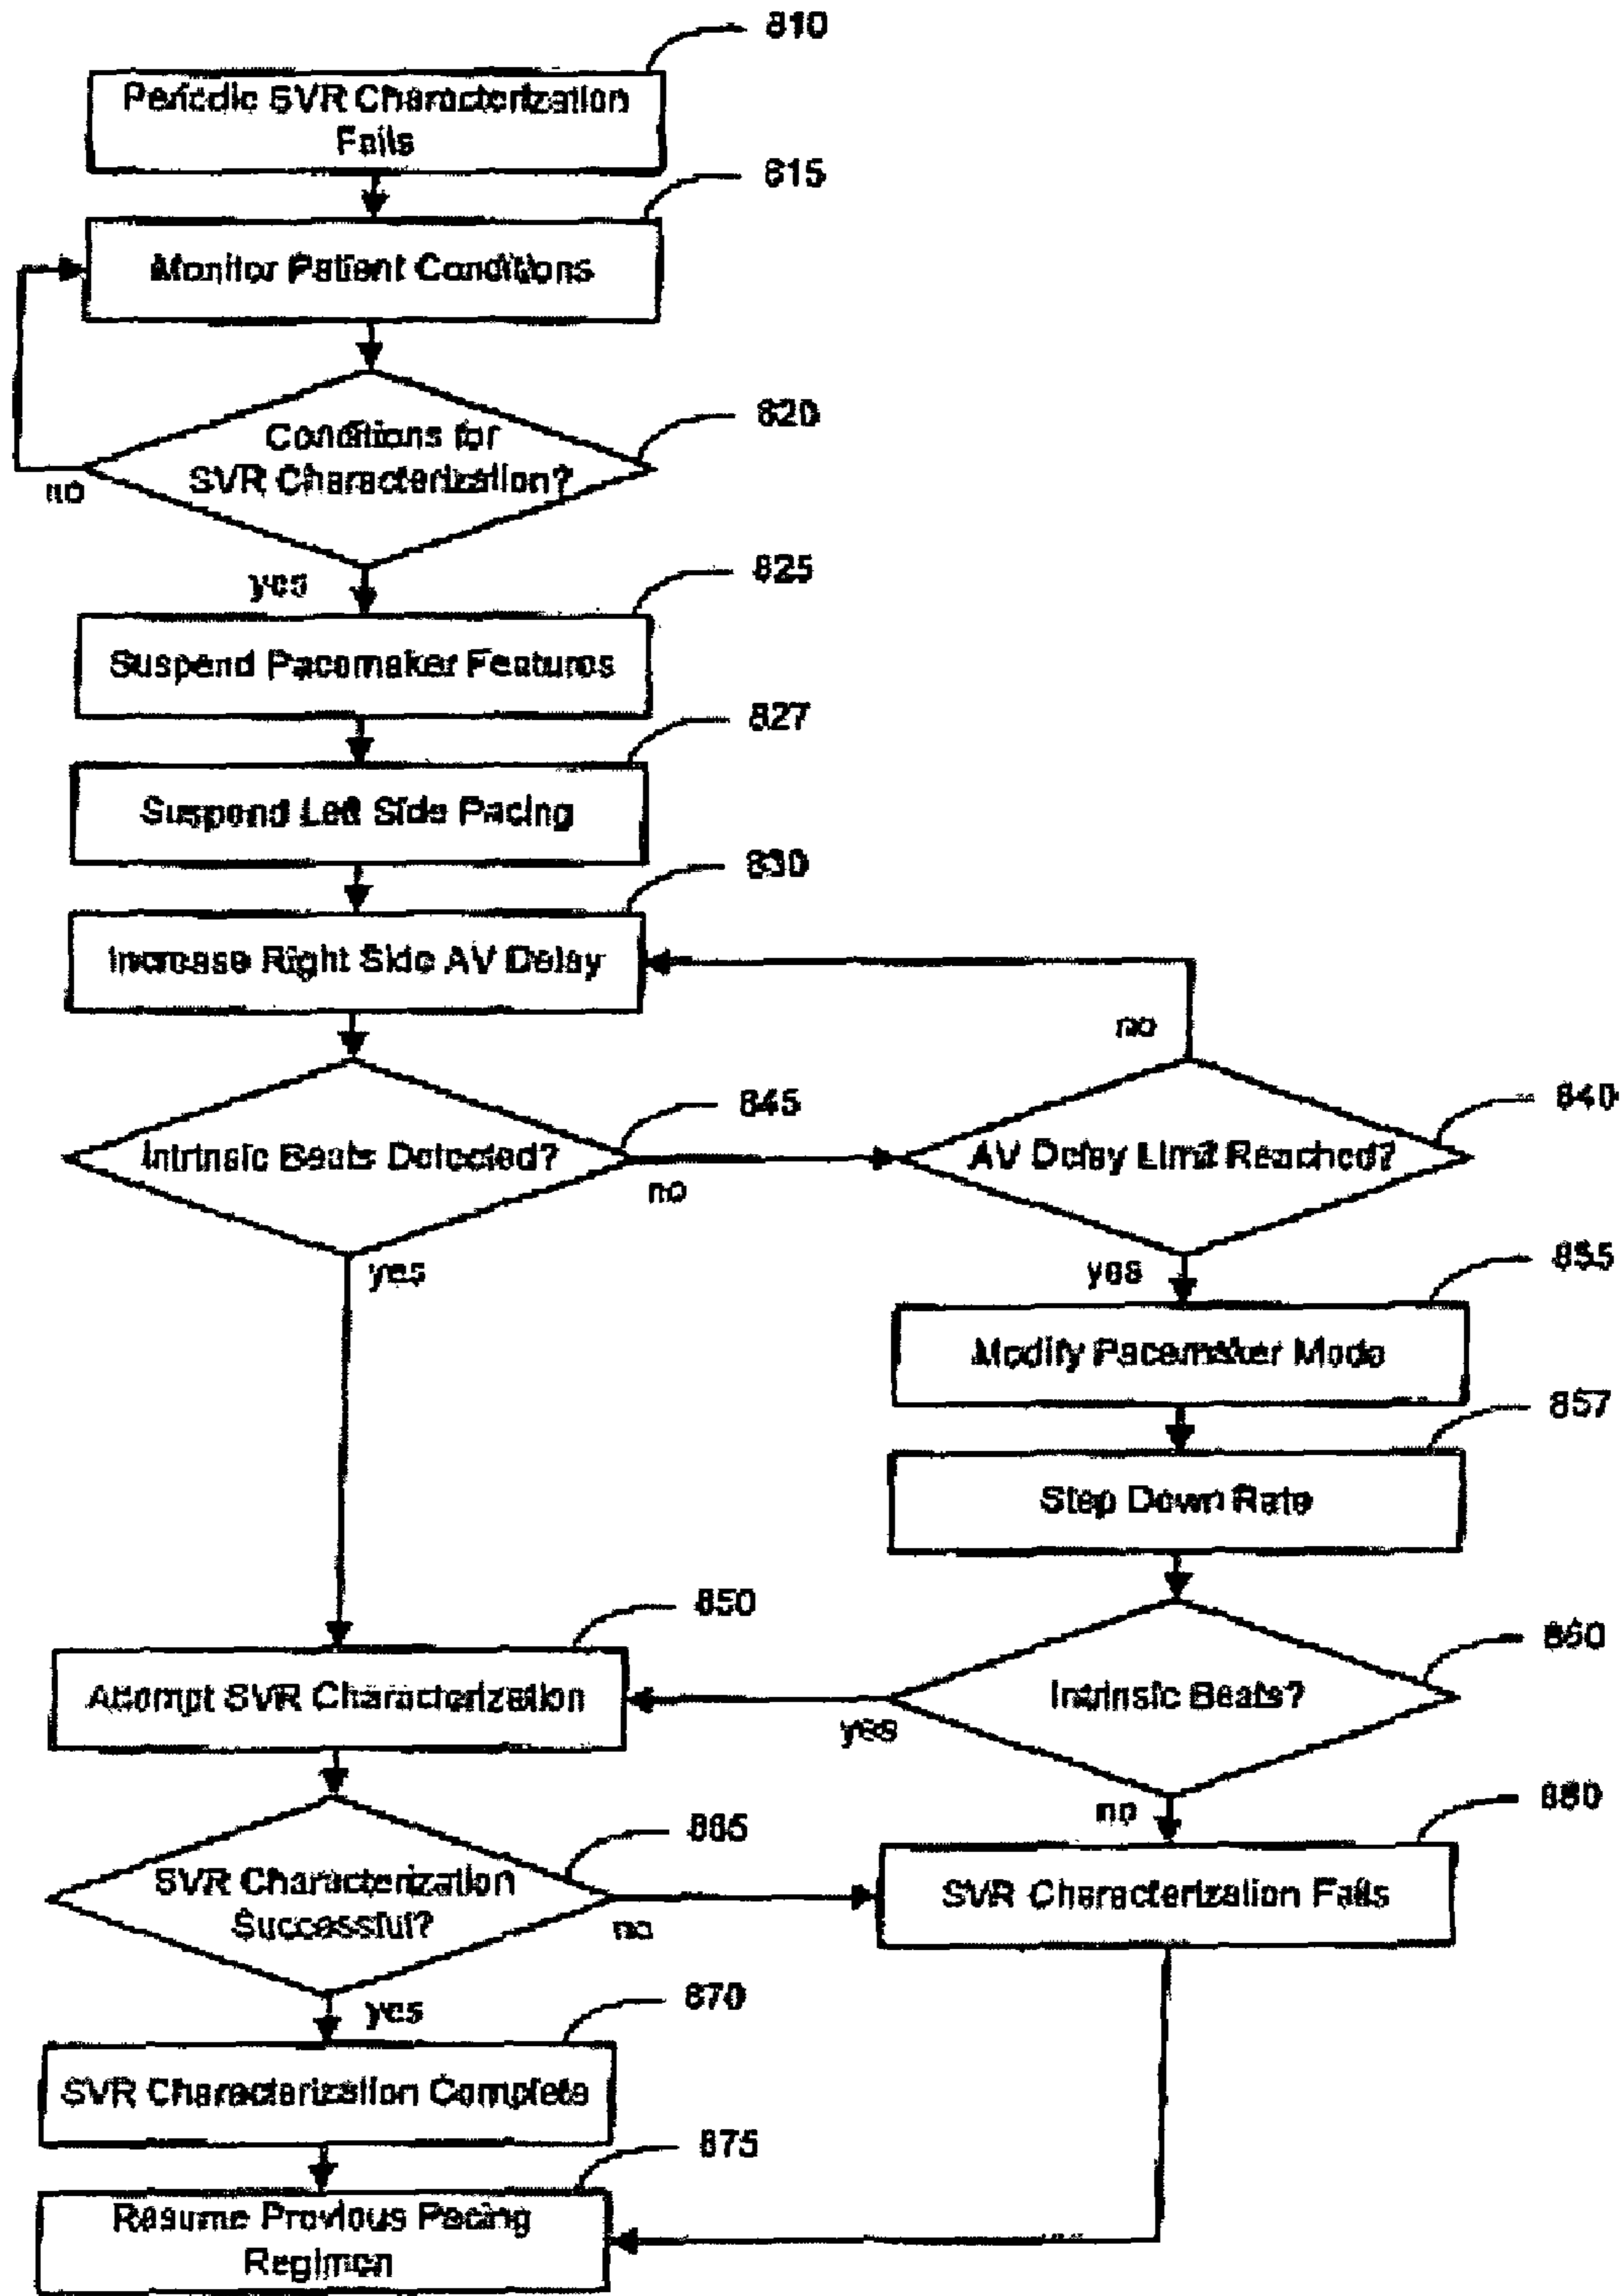 810
Periodic SVR Characterization
Fails
815
Monitor Patient Conditions
820
Conditions for
SVR Characterization?
no
yes
825
Suspend Pacemaker Features
827
Suspend Left Side Pacing
830
Increase Right Side AV Delay
no
845
Intrinsic Beats Detected?
no
840
AV Delay Limit Reached?
yes
yes
855
Modify Pacemaker Mode
857
Step Down Rate
850
Attempt SVR Characterization
860
Intrinsic Beats?
yes
no
865
SVR Characterization
Successful?
no
880
SVR Characterization Fails
yes
870
SVR Characterization Complete
875
Resume Previous Pacing
Regimen